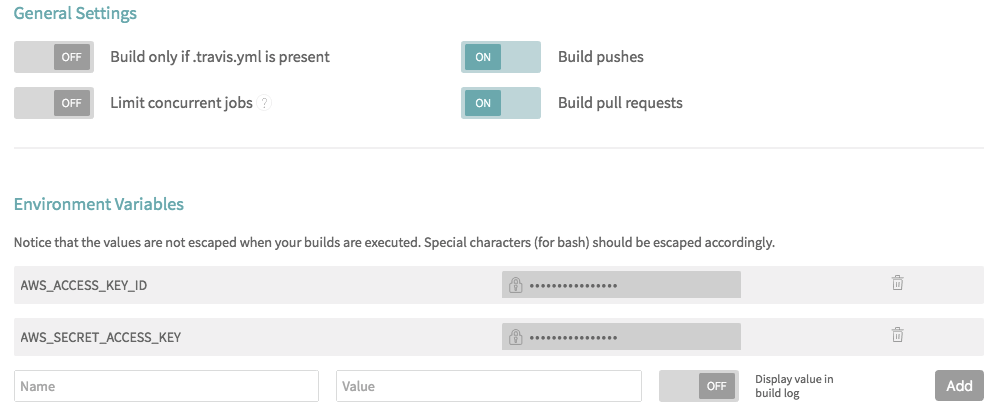 General Settings
OFF Build only if .travis.yml is present ON Build pushes
OFF Limit concurrent jobs ? ON Build pull requests
Environment Variables
Notice that the values are not escaped when your builds are executed. Special characters (for bash) should be escaped accordingly.
AWS_ACCESS_KEY_ID ••••••••••••••••
AWS_SECRET_ACCESS_KEY ••••••••••••••••
Name Value OFF Display value in
build log Add